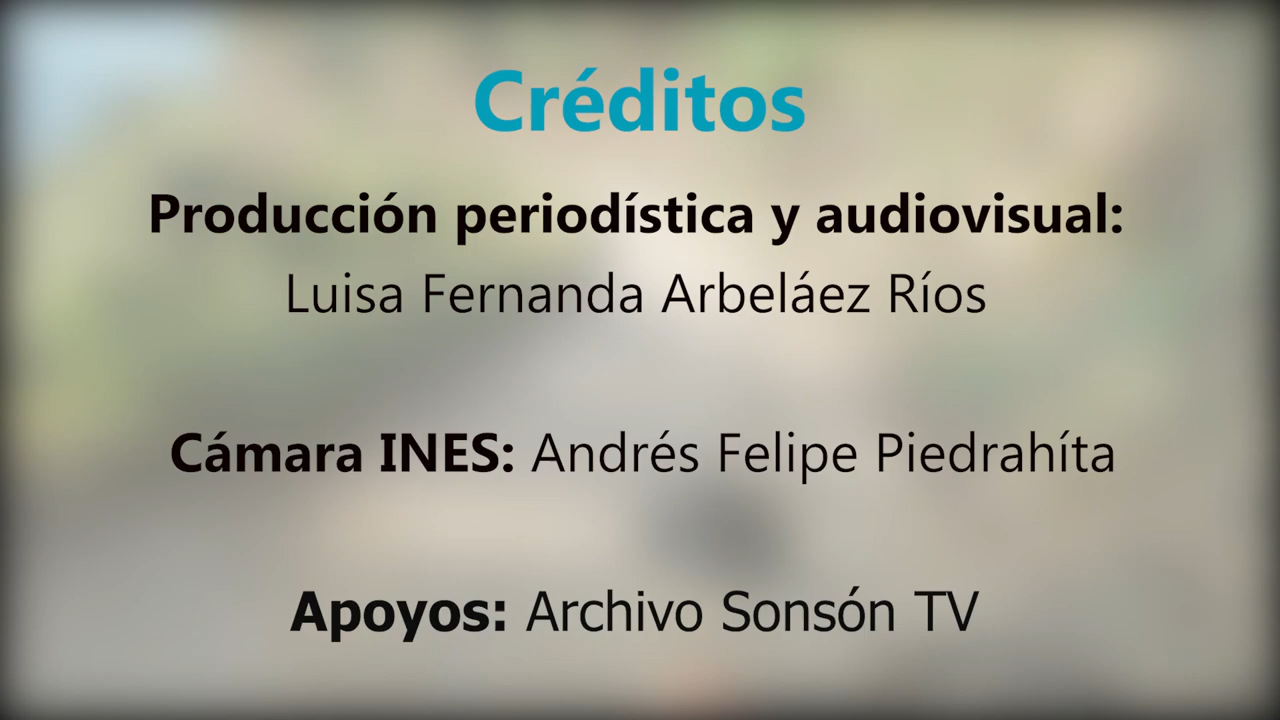 Créditos
Producción periodística y audiovisual:
Luisa Fernanda Arbeláez Ríos
Cámara INES: Andrés Felipe Piedrahíta
Apoyos: Archivo Sonsón TV